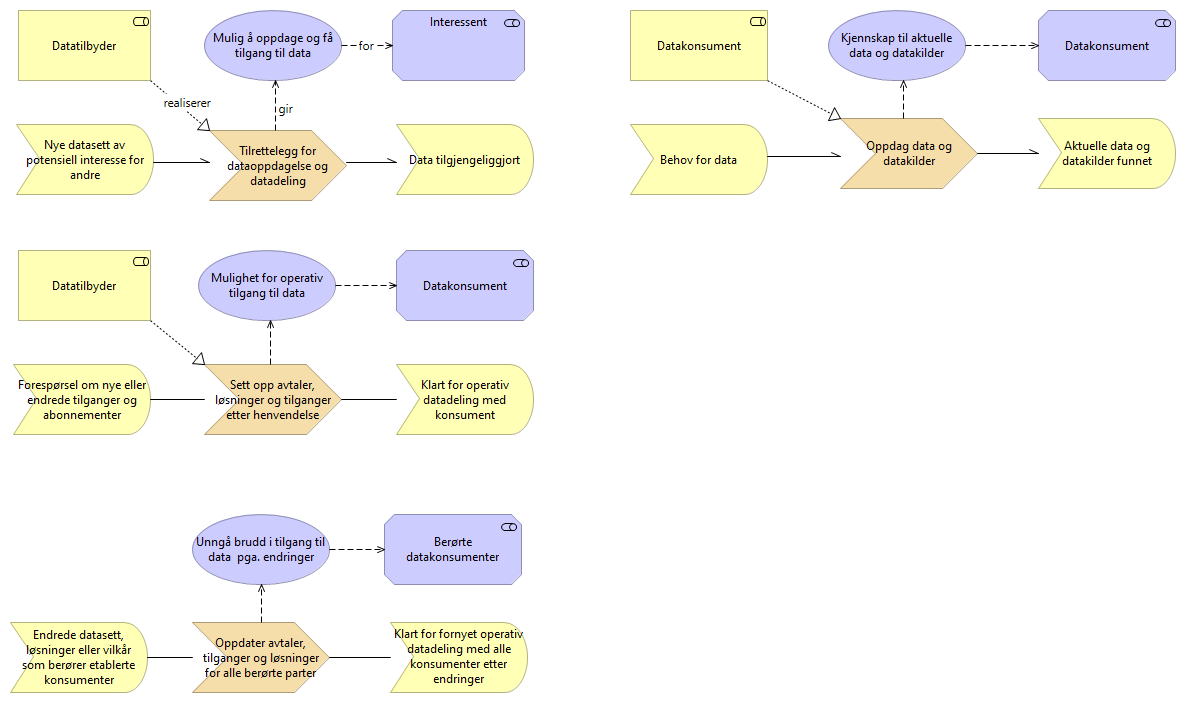 Datatilbyder
Mulig å oppdage og få
tilgang til data
for
Interessent
realiserer
gir
Nye datasett av
potensiell interesse for
andre
Tilrettelegg for
dataoppdagelse og
datadeling
Data tilgjengeliggjort
Datakonsument
Kjennskap til aktuelle
data og datakilder
Datakonsument
Behov for data
Oppdag data og
datakilder
Aktuelle data og
datakilder funnet
Datatilbyder
Mulighet for operativ
tilgang til data
Datakonsument
Forespørsel om nye eller
endrede tilganger og
abonnementer
Sett opp avtaler,
løsninger og tilganger
etter henvendelse
Klart for operativ
datadeling med
konsument
Unngå brudd i tilgang til
data  pga. endringer
Berørte
datakonsumenter
Endrede datasett,
løsninger eller vilkår
som berører etablerte
konsumenter
Oppdater avtaler,
tilganger og løsninger
for alle berørte parter
Klart for fornyet operativ
datadeling med alle
konsumenter etter
endringer